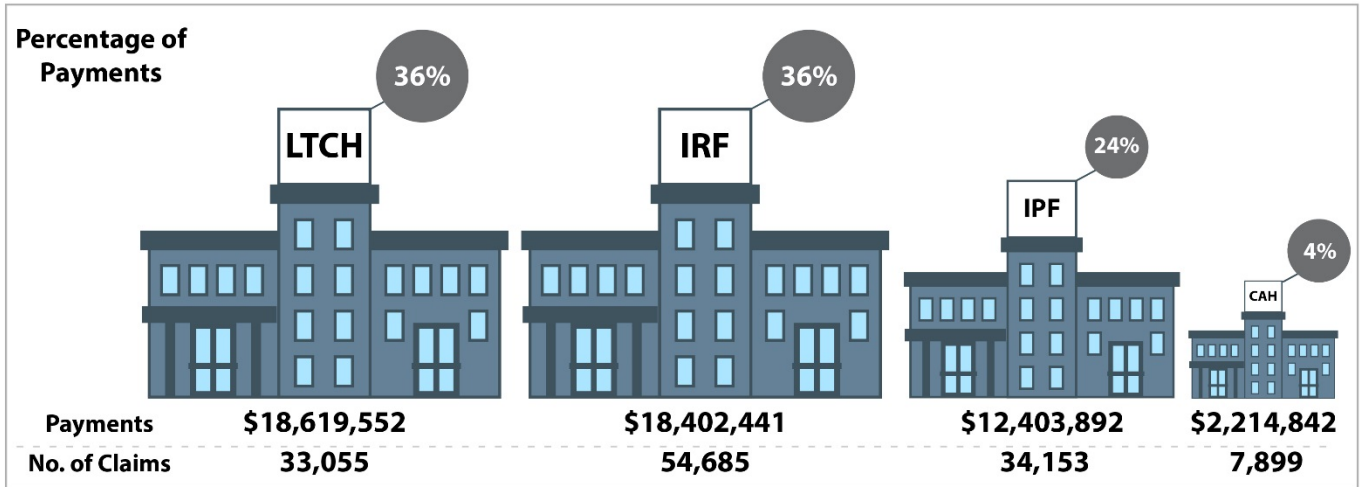 Percentage of
Payments
36%
LTCH
36%
IRF
24%
IPF
4%
CAH
Payments $18,619,552 $18,402,441 $12,403,892 $2,214,842
No. of Claims 33,055 54,685 34,153 7,899